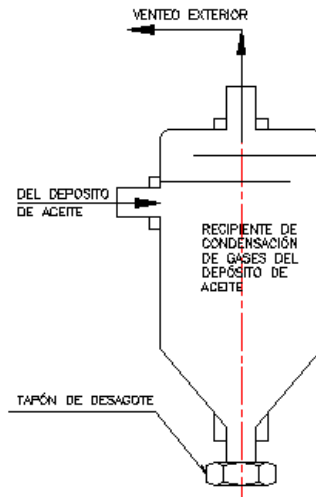 VENTEO EXTERIOR
DEL DEPOSITO
DE ACEITE
RECIPIENTE DE
CONDENSACIÓN
DE GASES DEL
DEPÓSITO DE
ACEITE
TAPÓN DE DESAGOTE